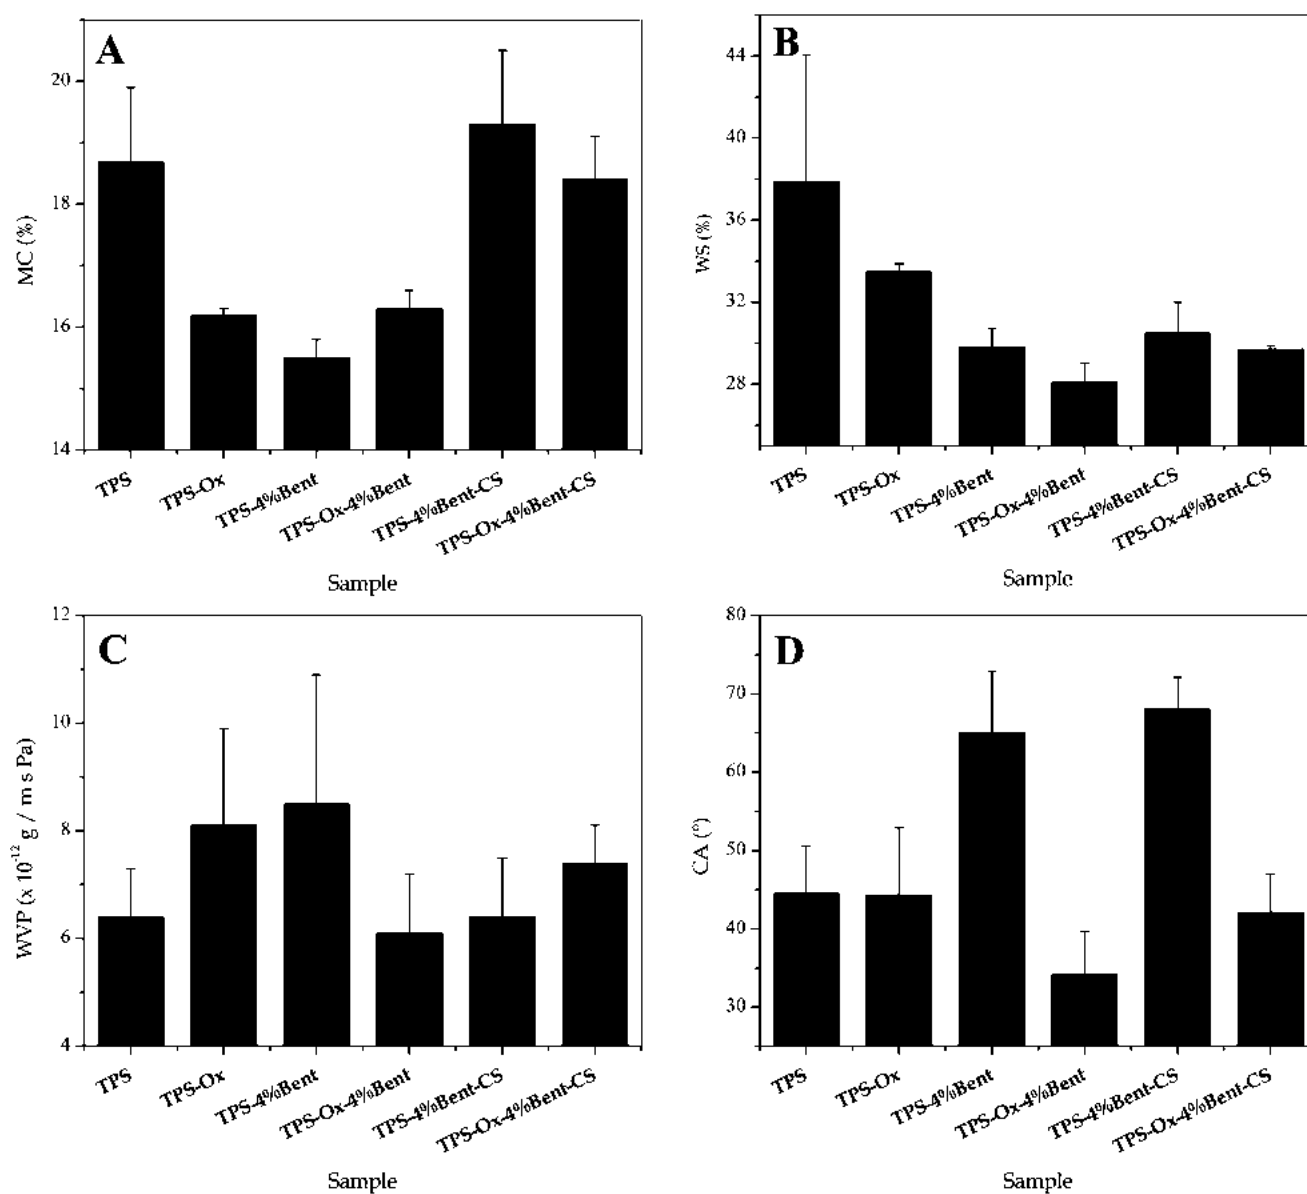 A
MC (%)
20
18
16
14
TPS
TPS-Ox
TPS-4%Bent
TPS-Ox-4%Bent
TPS-4%Bent-CS
TPS-Ox-4%Bent-CS
Sample
B
WS (%)
44
40
36
32
28
TPS
TPS-Ox
TPS-4%Bent
TPS-Ox-4%Bent
TPS-4%Bent-CS
TPS-Ox-4%Bent-CS
Sample
C
WVP (x 10⁻¹² g / m s Pa)
12
10
8
6
4
TPS
TPS-Ox
TPS-4%Bent
TPS-Ox-4%Bent
TPS-4%Bent-CS
TPS-Ox-4%Bent-CS
Sample
D
CA (°)
80
70
60
50
40
30
TPS
TPS-Ox
TPS-4%Bent
TPS-Ox-4%Bent
TPS-4%Bent-CS
TPS-Ox-4%Bent-CS
Sample